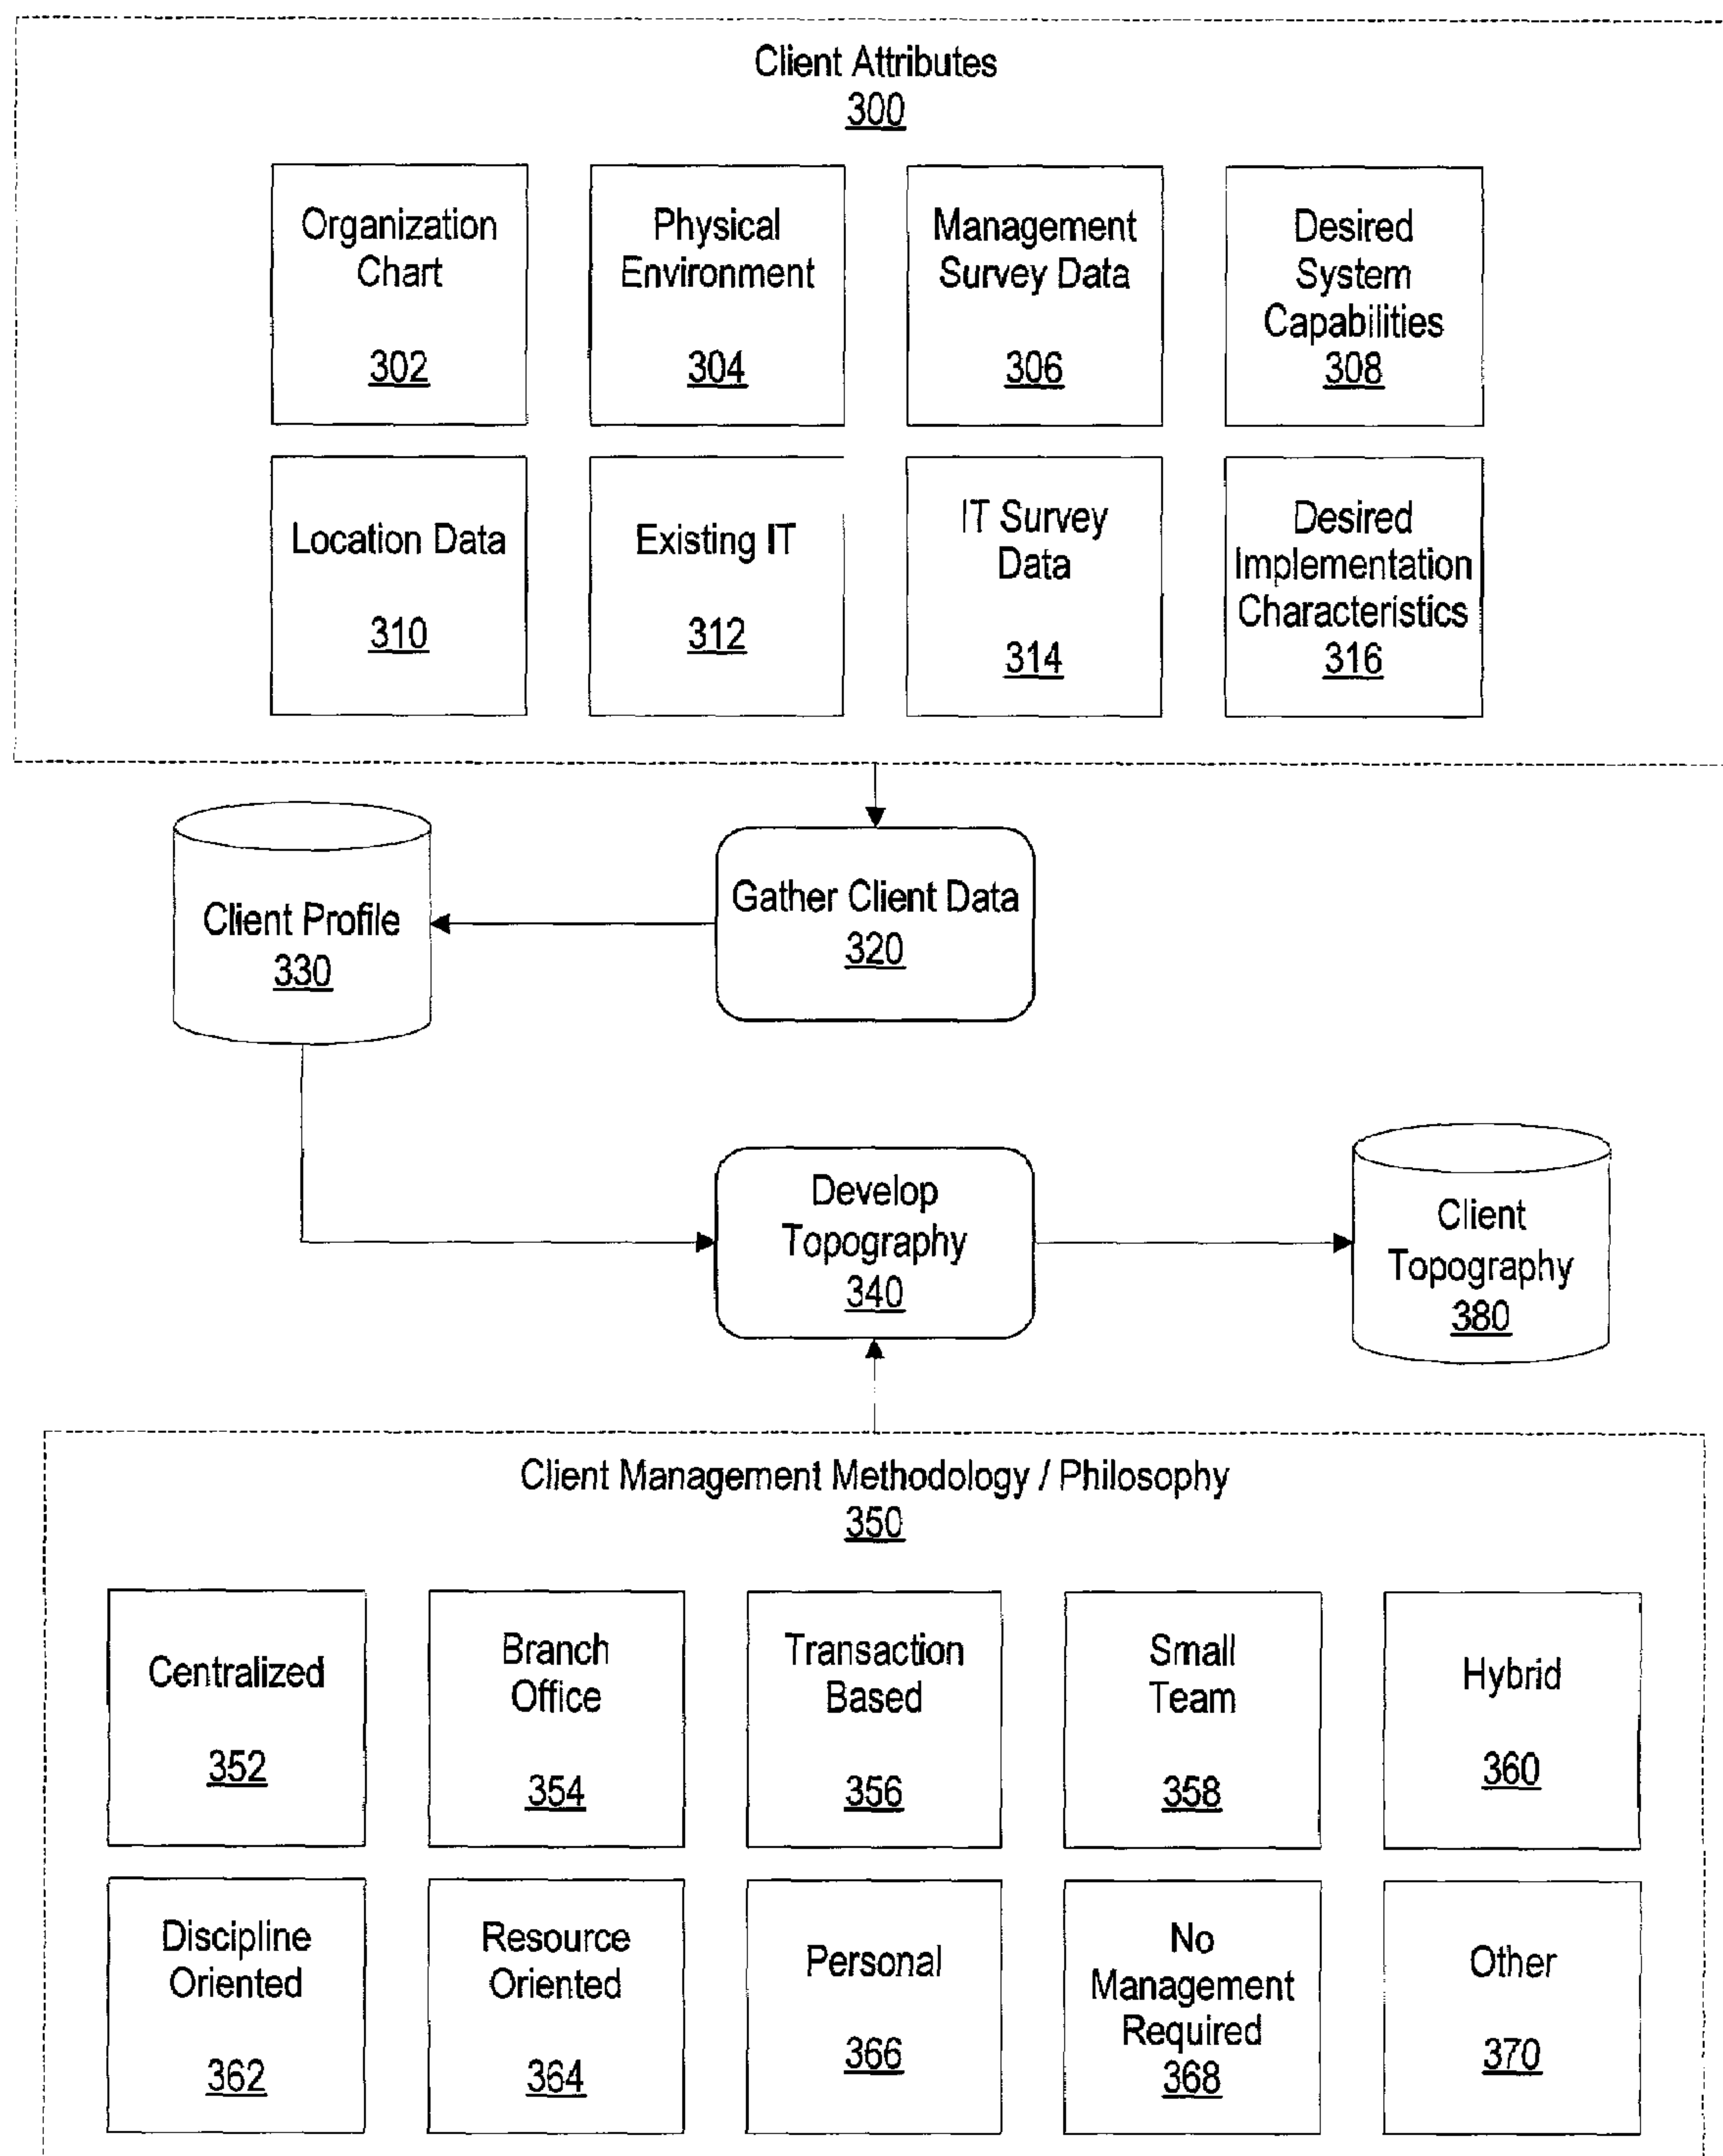 Client Attributes
300
Organization
Chart
302
Physical
Environment
304
Management
Survey Data
306
Desired
System
Capabilities
308
Location Data
310
Existing IT
312
IT Survey
Data
314
Desired
Implementation
Characteristics
316
Client Profile
330
Gather Client Data
320
Develop
Topography
340
Client
Topography
380
Client Management Methodology / Philosophy
350
Centralized
352
Branch
Office
354
Transaction
Based
356
Small
Team
358
Hybrid
360
Discipline
Oriented
362
Resource
Oriented
364
Personal
366
No
Management
Required
368
Other
370